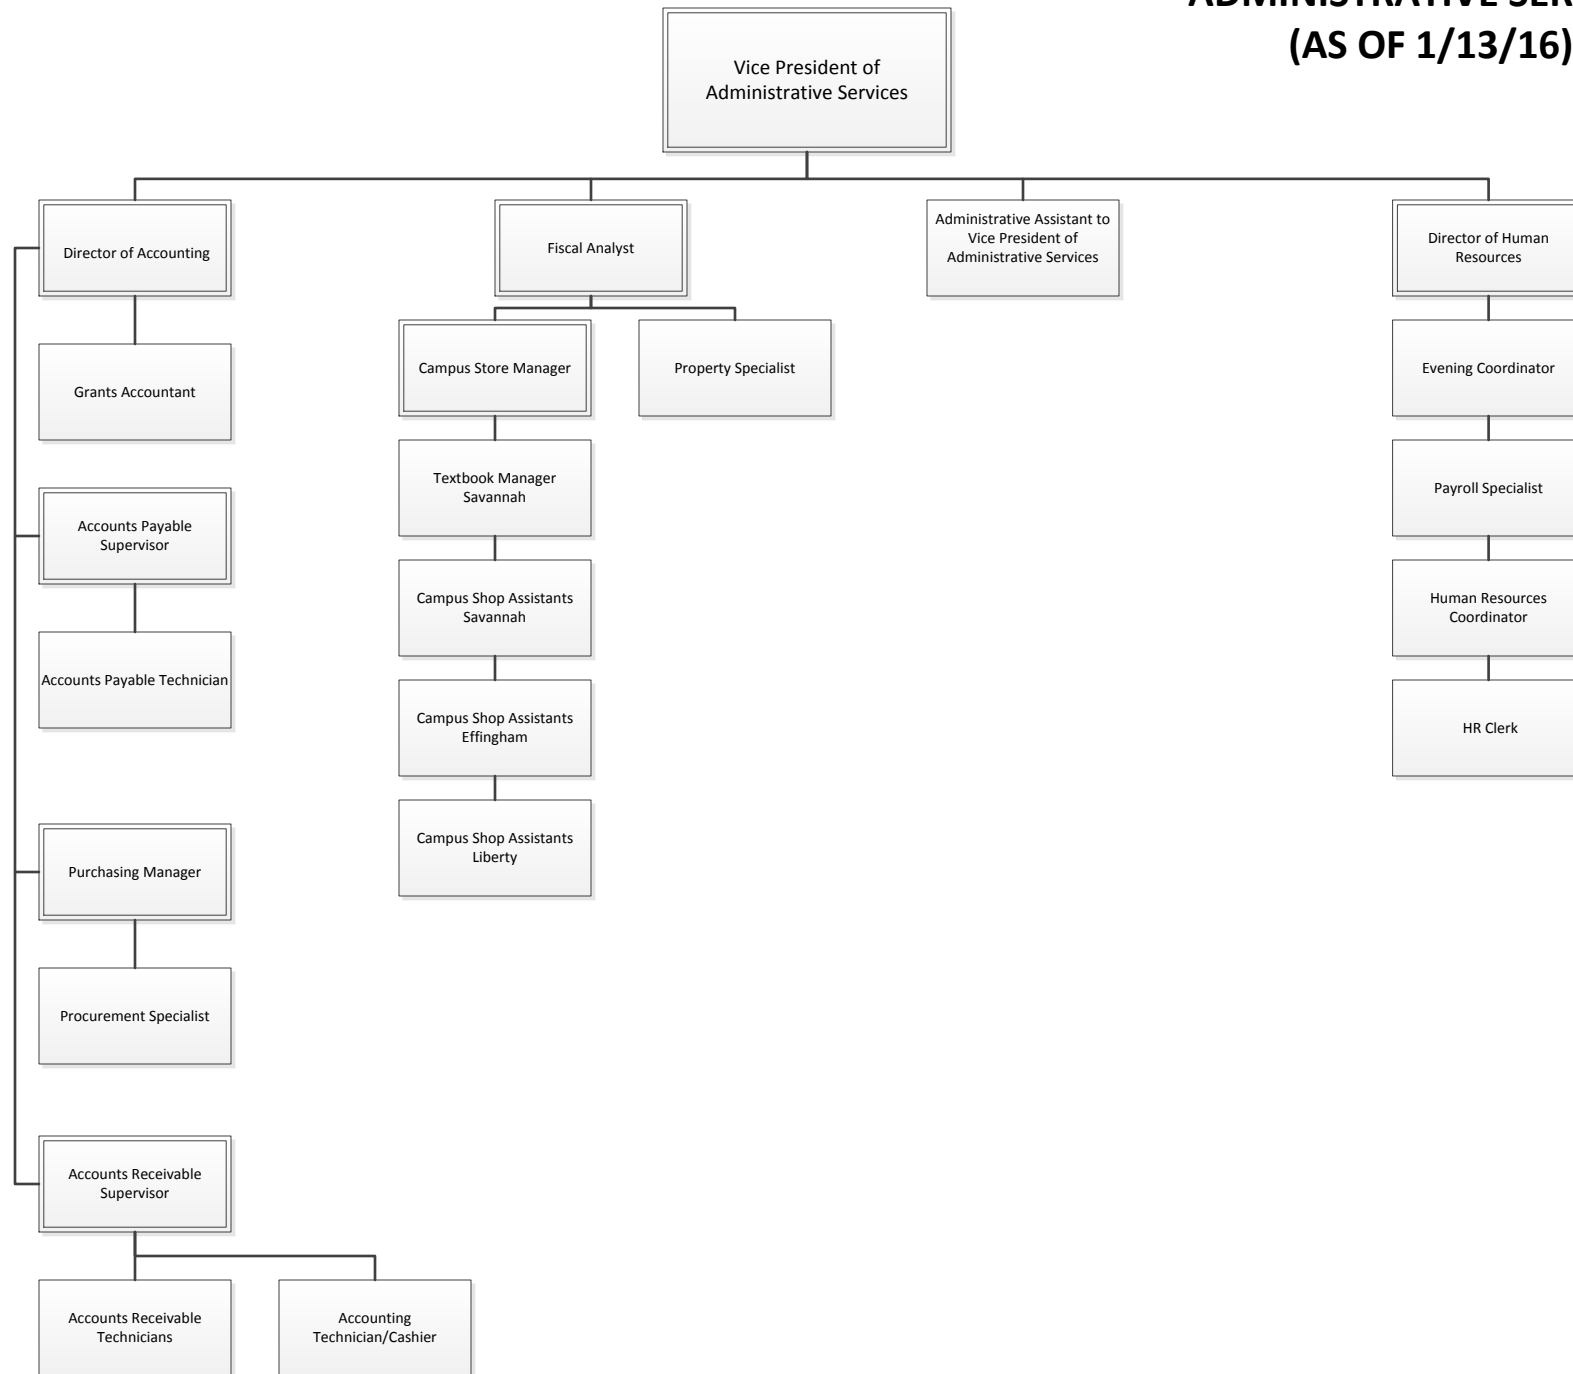 ADMINISTRATIVE SER
(AS OF 1/13/16)
Vice President of
Administrative Services
Director of Accounting
Fiscal Analyst
Administrative Assistant to
Vice President of
Administrative Services
Director of Human
Resources
Grants Accountant
Campus Store Manager
Property Specialist
Evening Coordinator
Textbook Manager
Savannah
Payroll Specialist
Accounts Payable
Supervisor
Campus Shop Assistants
Savannah
Human Resources
Coordinator
Accounts Payable Technician
Campus Shop Assistants
Effingham
HR Clerk
Campus Shop Assistants
Liberty
Purchasing Manager
Procurement Specialist
Accounts Receivable
Supervisor
Accounts Receivable
Technicians
Accounting
Technician/Cashier